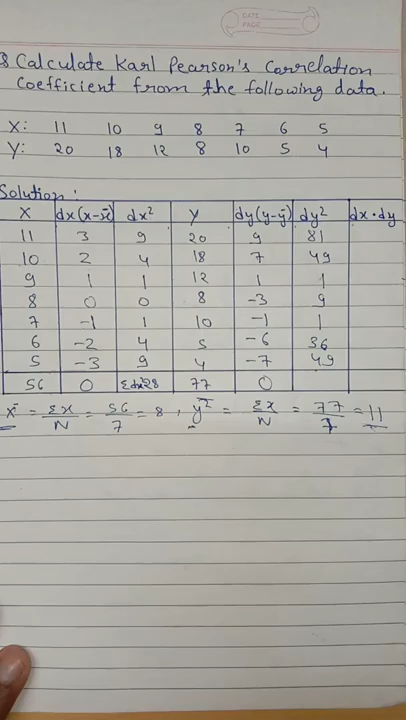 DATE
PAGE
8 Calculate Karl Pearson's Correlation
Coefficient from the following data.
X: 11 10 9 8 7 6 5
Y: 20 18 12 8 10 5 4
Solution:
X dx(x-x̄) dx² Y dy(y-ȳ) dy² dx·dy
11 3 9 20 9 81
10 2 4 18 7 49
9 1 1 12 1 1
8 0 0 8 -3 9
7 -1 1 10 -1 1
6 -2 4 5 -6 36
5 -3 9 4 -7 49
56 0 Σdx²28 77 0
x̄ = Σx/N = 56/7 = 8, ȳ² = Σx/N = 77/7 = 11